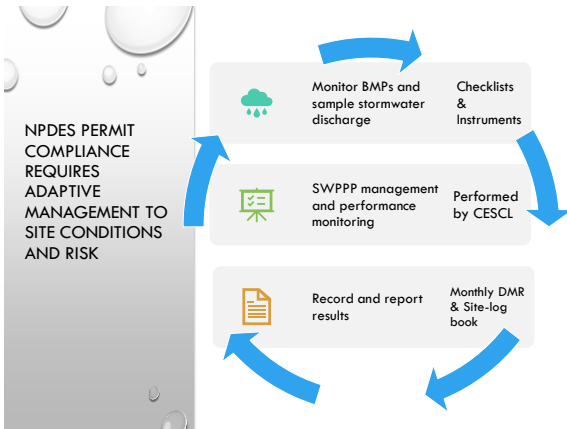 NPDES PERMIT
COMPLIANCE
REQUIRES
ADAPTIVE
MANAGEMENT TO
SITE CONDITIONS
AND RISK
Monitor BMPs and
sample stormwater
discharge
Checklists
&
Instruments
SWPPP management
and performance
monitoring
Performed
by CESCL
Record and report
results
Monthly DMR
& Site-log
book